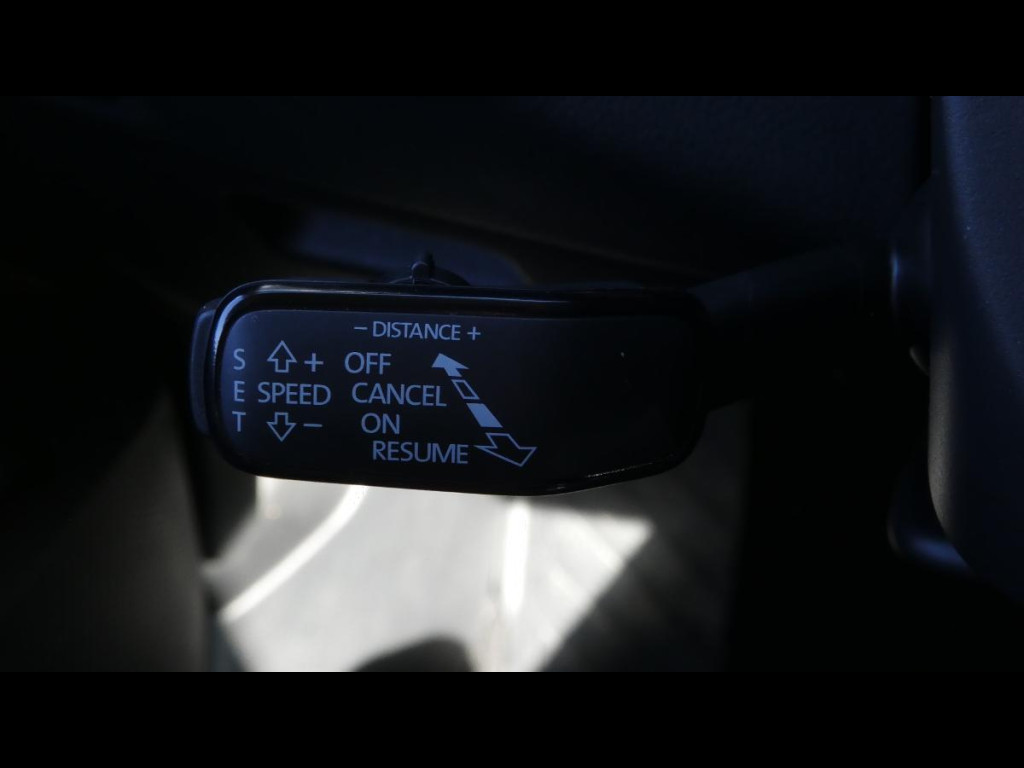 – DISTANCE +
S + OFF
E SPEED CANCEL
T – ON
RESUME